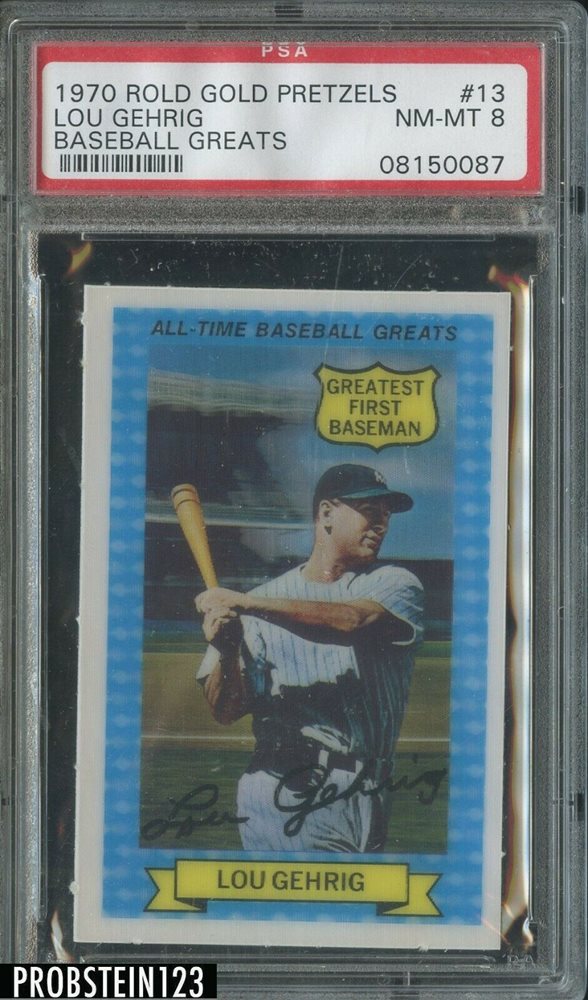 PSA
1970 ROLD GOLD PRETZELS #13
LOU GEHRIG NM-MT 8
BASEBALL GREATS
08150087
ALL-TIME BASEBALL GREATS
GREATEST
FIRST
BASEMAN
Lou Gehrig
LOU GEHRIG
PROBSTEIN123